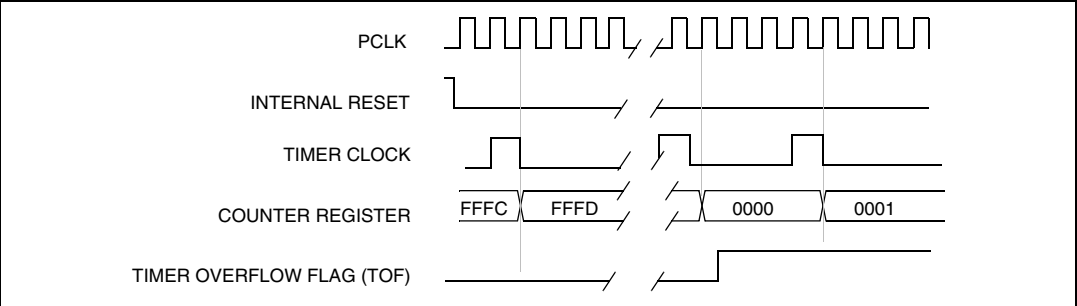 PCLK
INTERNAL RESET
TIMER CLOCK
COUNTER REGISTER FFFC FFFD 0000 0001
TIMER OVERFLOW FLAG (TOF)